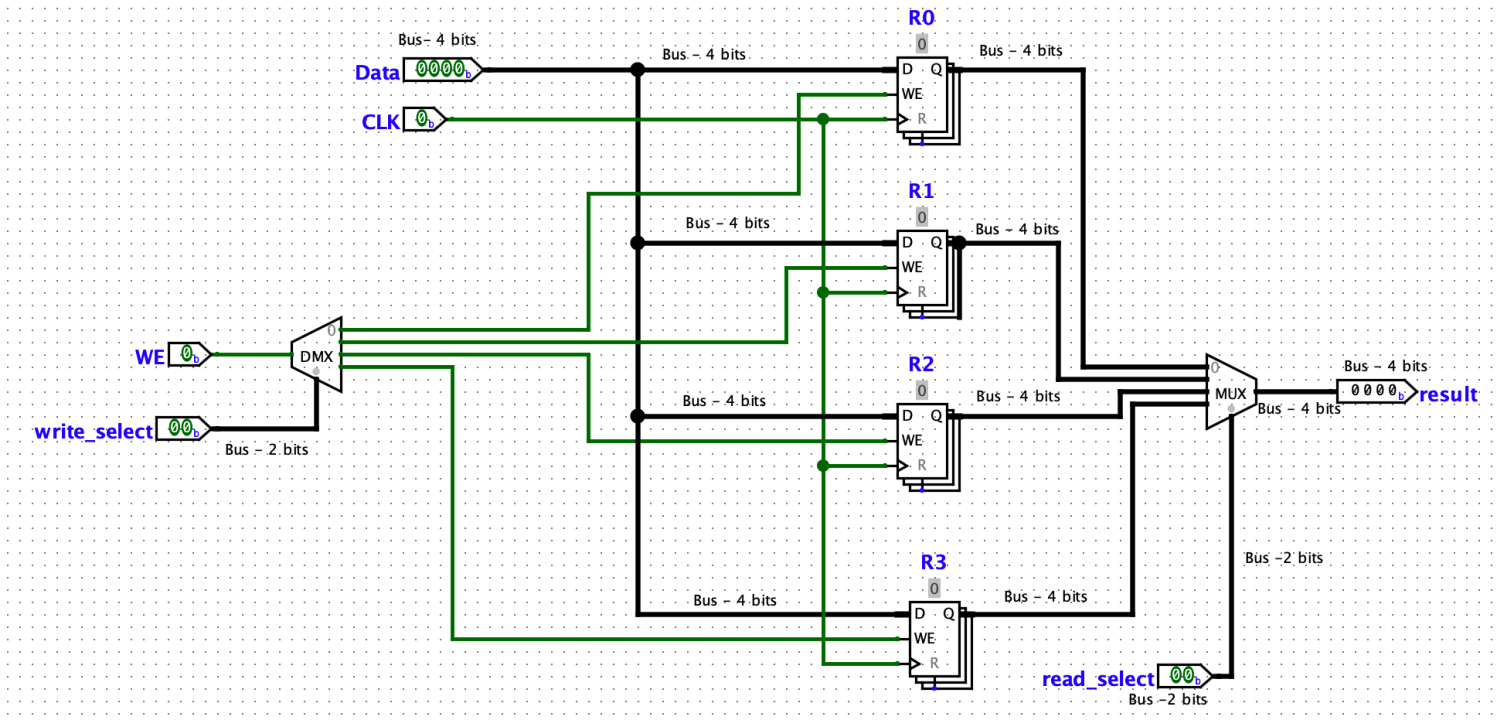 R0
0
Bus- 4 bits
Bus - 4 bits
Bus - 4 bits
Data 0000b
D Q
WE
CLK 0b
R
R1
0
Bus - 4 bits
Bus - 4 bits
D Q
WE
R
0
WE 0b
DMX
write_select 00b
Bus - 2 bits
R2
0
Bus - 4 bits
Bus - 4 bits
D Q
WE
R
0
MUX
Bus - 4 bits
0000b result
Bus - 4 bits
R3
0
Bus - 4 bits
Bus - 4 bits
D Q
WE
R
Bus -2 bits
read_select 00b
Bus -2 bits